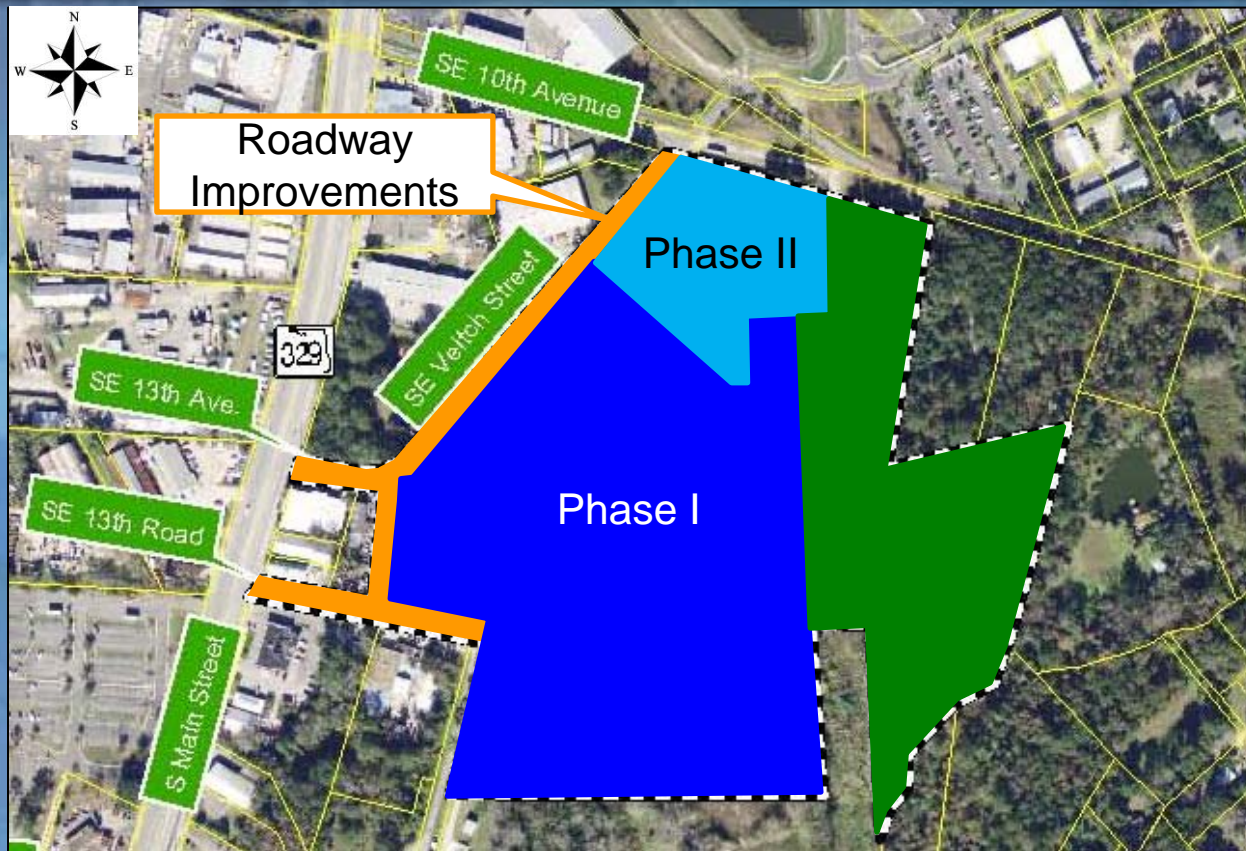 N
W E
S
SE 10th Avenue
Roadway
Improvements
Phase II
SE Veitch Street
329
SE 13th Ave.
SE 13th Road
Phase I
S Main Street